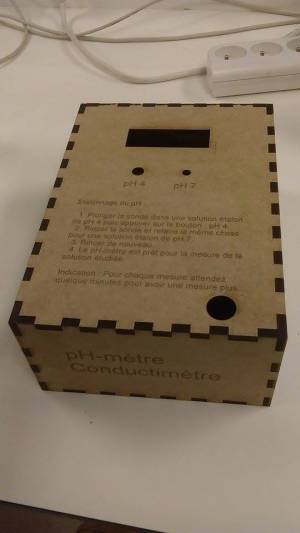 pH 4 pH 7
Etalonnage du pH :
1. Plonger la sonde dans une solution étalon
de pH 4 puis appuyer sur le bouton : pH 4.
2. Rincer la sonde et refaire la même chose
pour une solution étalon de pH 7.
3. Rincer de nouveau.
4. Le pH-mètre est prêt pour la mesure de la
solution étudiée.
Indication : Pour chaque mesure attendez
quelque minutes pour avoir une mesure plus
pH-mètre
Conductimètre